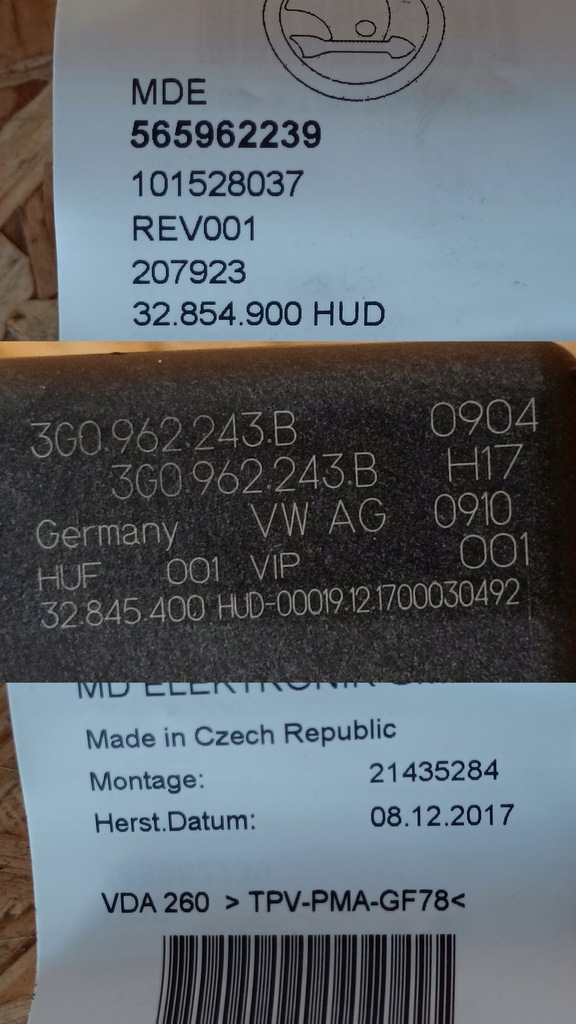 MDE
565962239
101528037
REV001
207923
32.854.900 HUD
3G0.962.243.B 0904
3G0.962.243.B H17
Germany VW AG 0910
HUF 001 VIP 001
32.845.400 HUD-00019.12.1700030492
MD ELEKTRONIK
Made in Czech Republic
Montage: 21435284
Herst.Datum: 08.12.2017
VDA 260 > TPV-PMA-GF78<